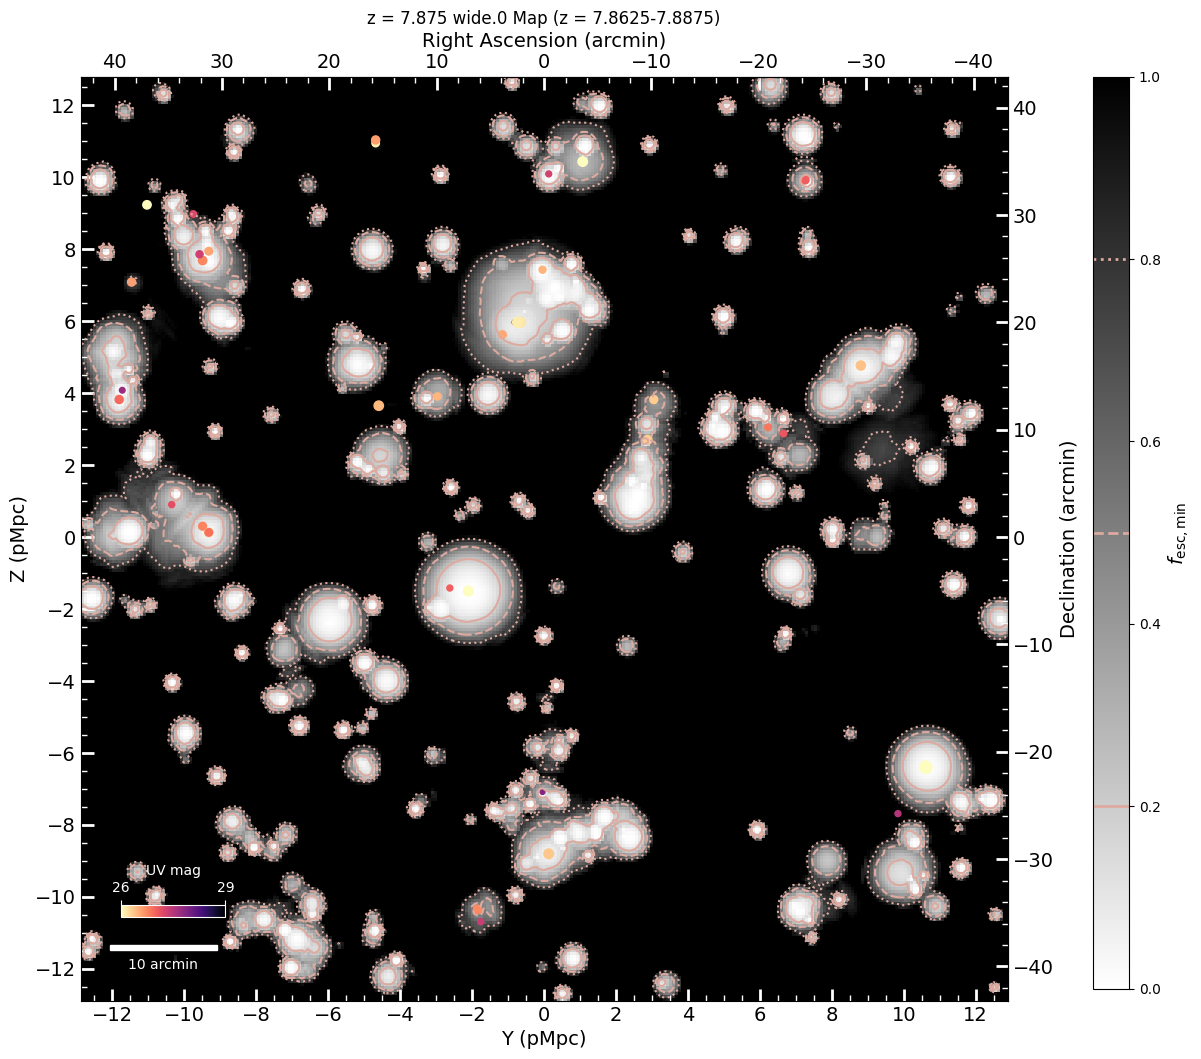 z = 7.875 wide.0 Map (z = 7.8625-7.8875)
Right Ascension (arcmin)
40 30 20 10 0 −10 −20 −30 −40
12 10 8 6 4 2 0 −2 −4 −6 −8 −10 −12
Z (pMpc)
40 30 20 10 0 −10 −20 −30 −40
Declination (arcmin)
1.0 0.8 0.6 0.4 0.2 0.0
f_esc,min
UV mag
26 29
10 arcmin
−12 −10 −8 −6 −4 −2 0 2 4 6 8 10 12
Y (pMpc)